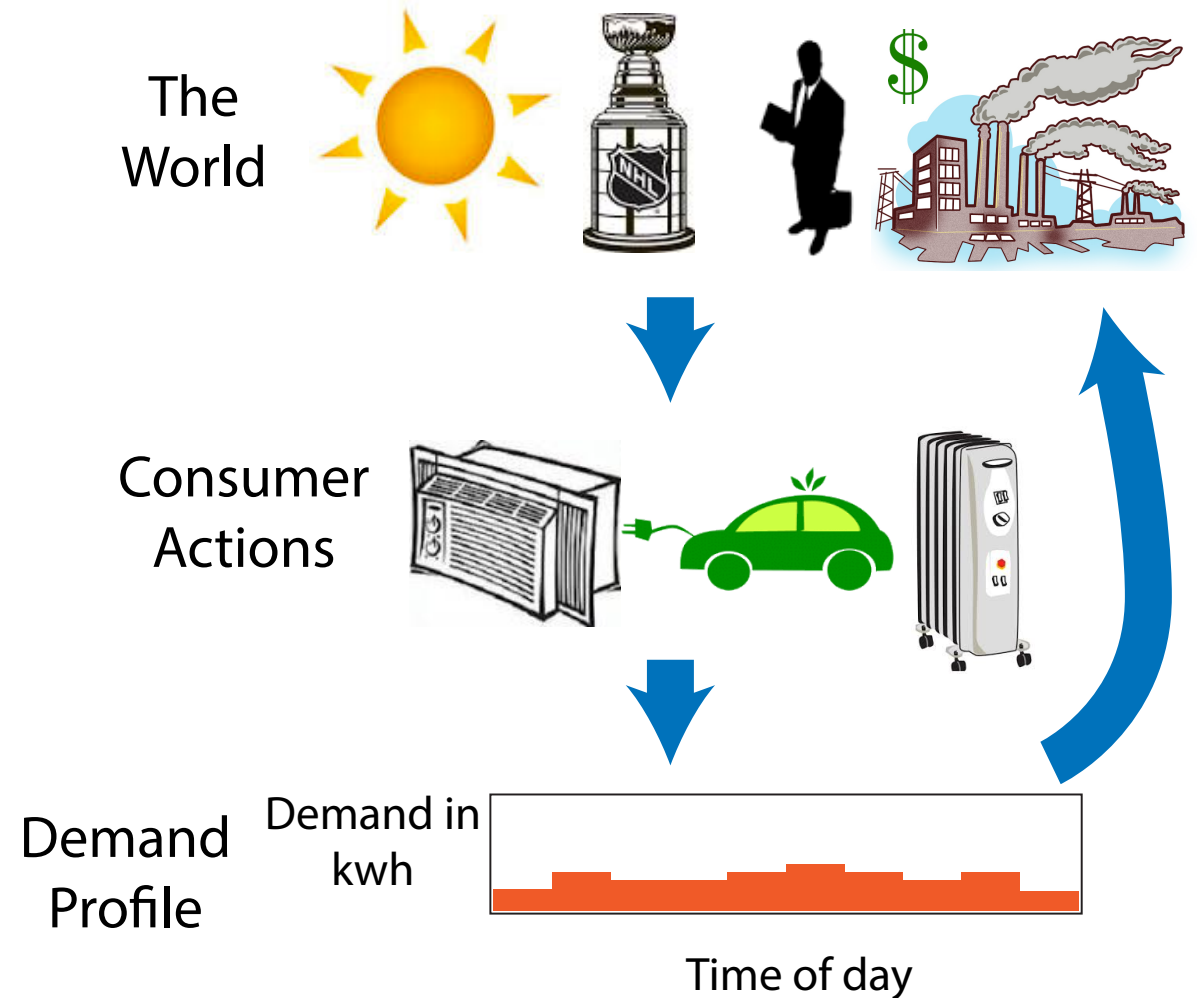 The
World
$
NHL
Consumer
Actions
Demand
Profile
Demand in
kwh
Time of day